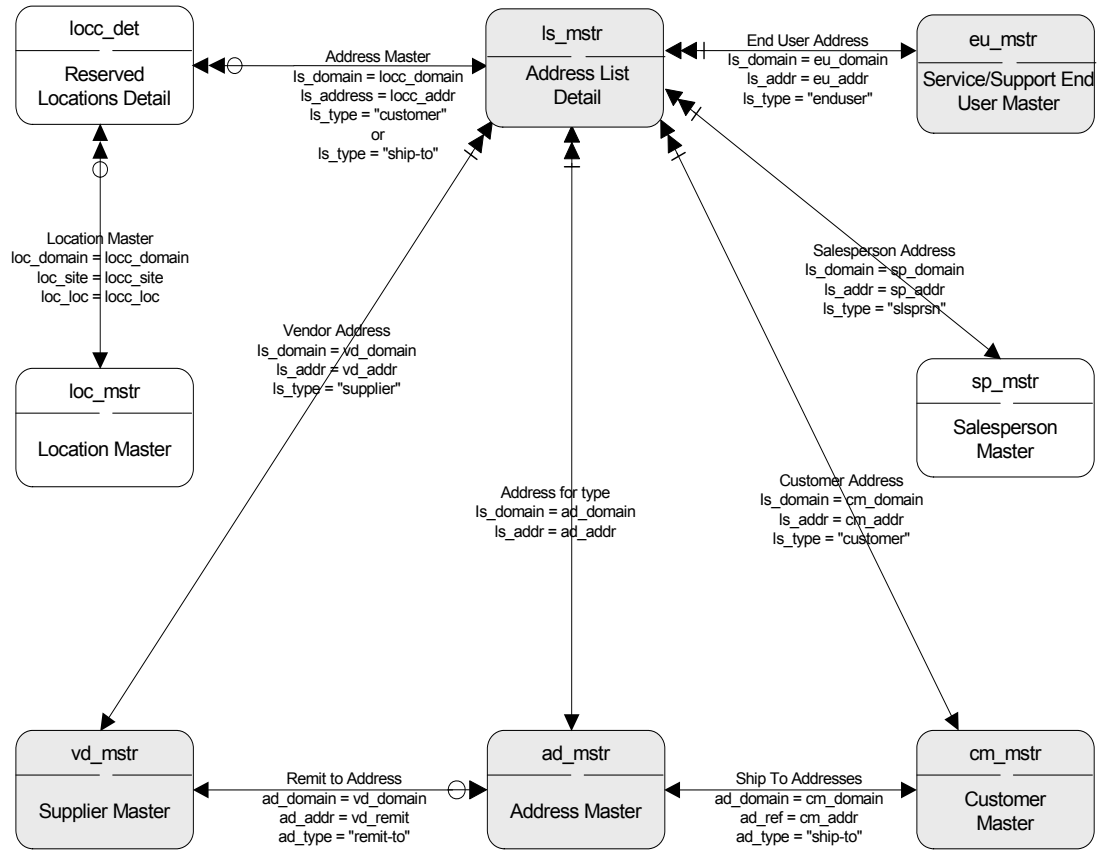 locc_det
Reserved
Locations Detail
Address Master
ls_domain = locc_domain
ls_address = locc_addr
ls_type = "customer"
or
ls_type = "ship-to"
ls_mstr
Address List
Detail
End User Address
ls_domain = eu_domain
ls_addr = eu_addr
ls_type = "enduser"
eu_mstr
Service/Support End
User Master
Location Master
loc_domain = locc_domain
loc_site = locc_site
loc_loc = locc_loc
Salesperson Address
ls_domain = sp_domain
ls_addr = sp_addr
ls_type = "slsprsn"
Vendor Address
ls_domain = vd_domain
ls_addr = vd_addr
ls_type = "supplier"
loc_mstr
Location Master
sp_mstr
Salesperson
Master
Address for type
ls_domain = ad_domain
ls_addr = ad_addr
Customer Address
ls_domain = cm_domain
ls_addr = cm_addr
ls_type = "customer"
vd_mstr
Supplier Master
Remit to Address
ad_domain = vd_domain
ad_addr = vd_remit
ad_type = "remit-to"
ad_mstr
Address Master
Ship To Addresses
ad_domain = cm_domain
ad_ref = cm_addr
ad_type = "ship-to"
cm_mstr
Customer
Master